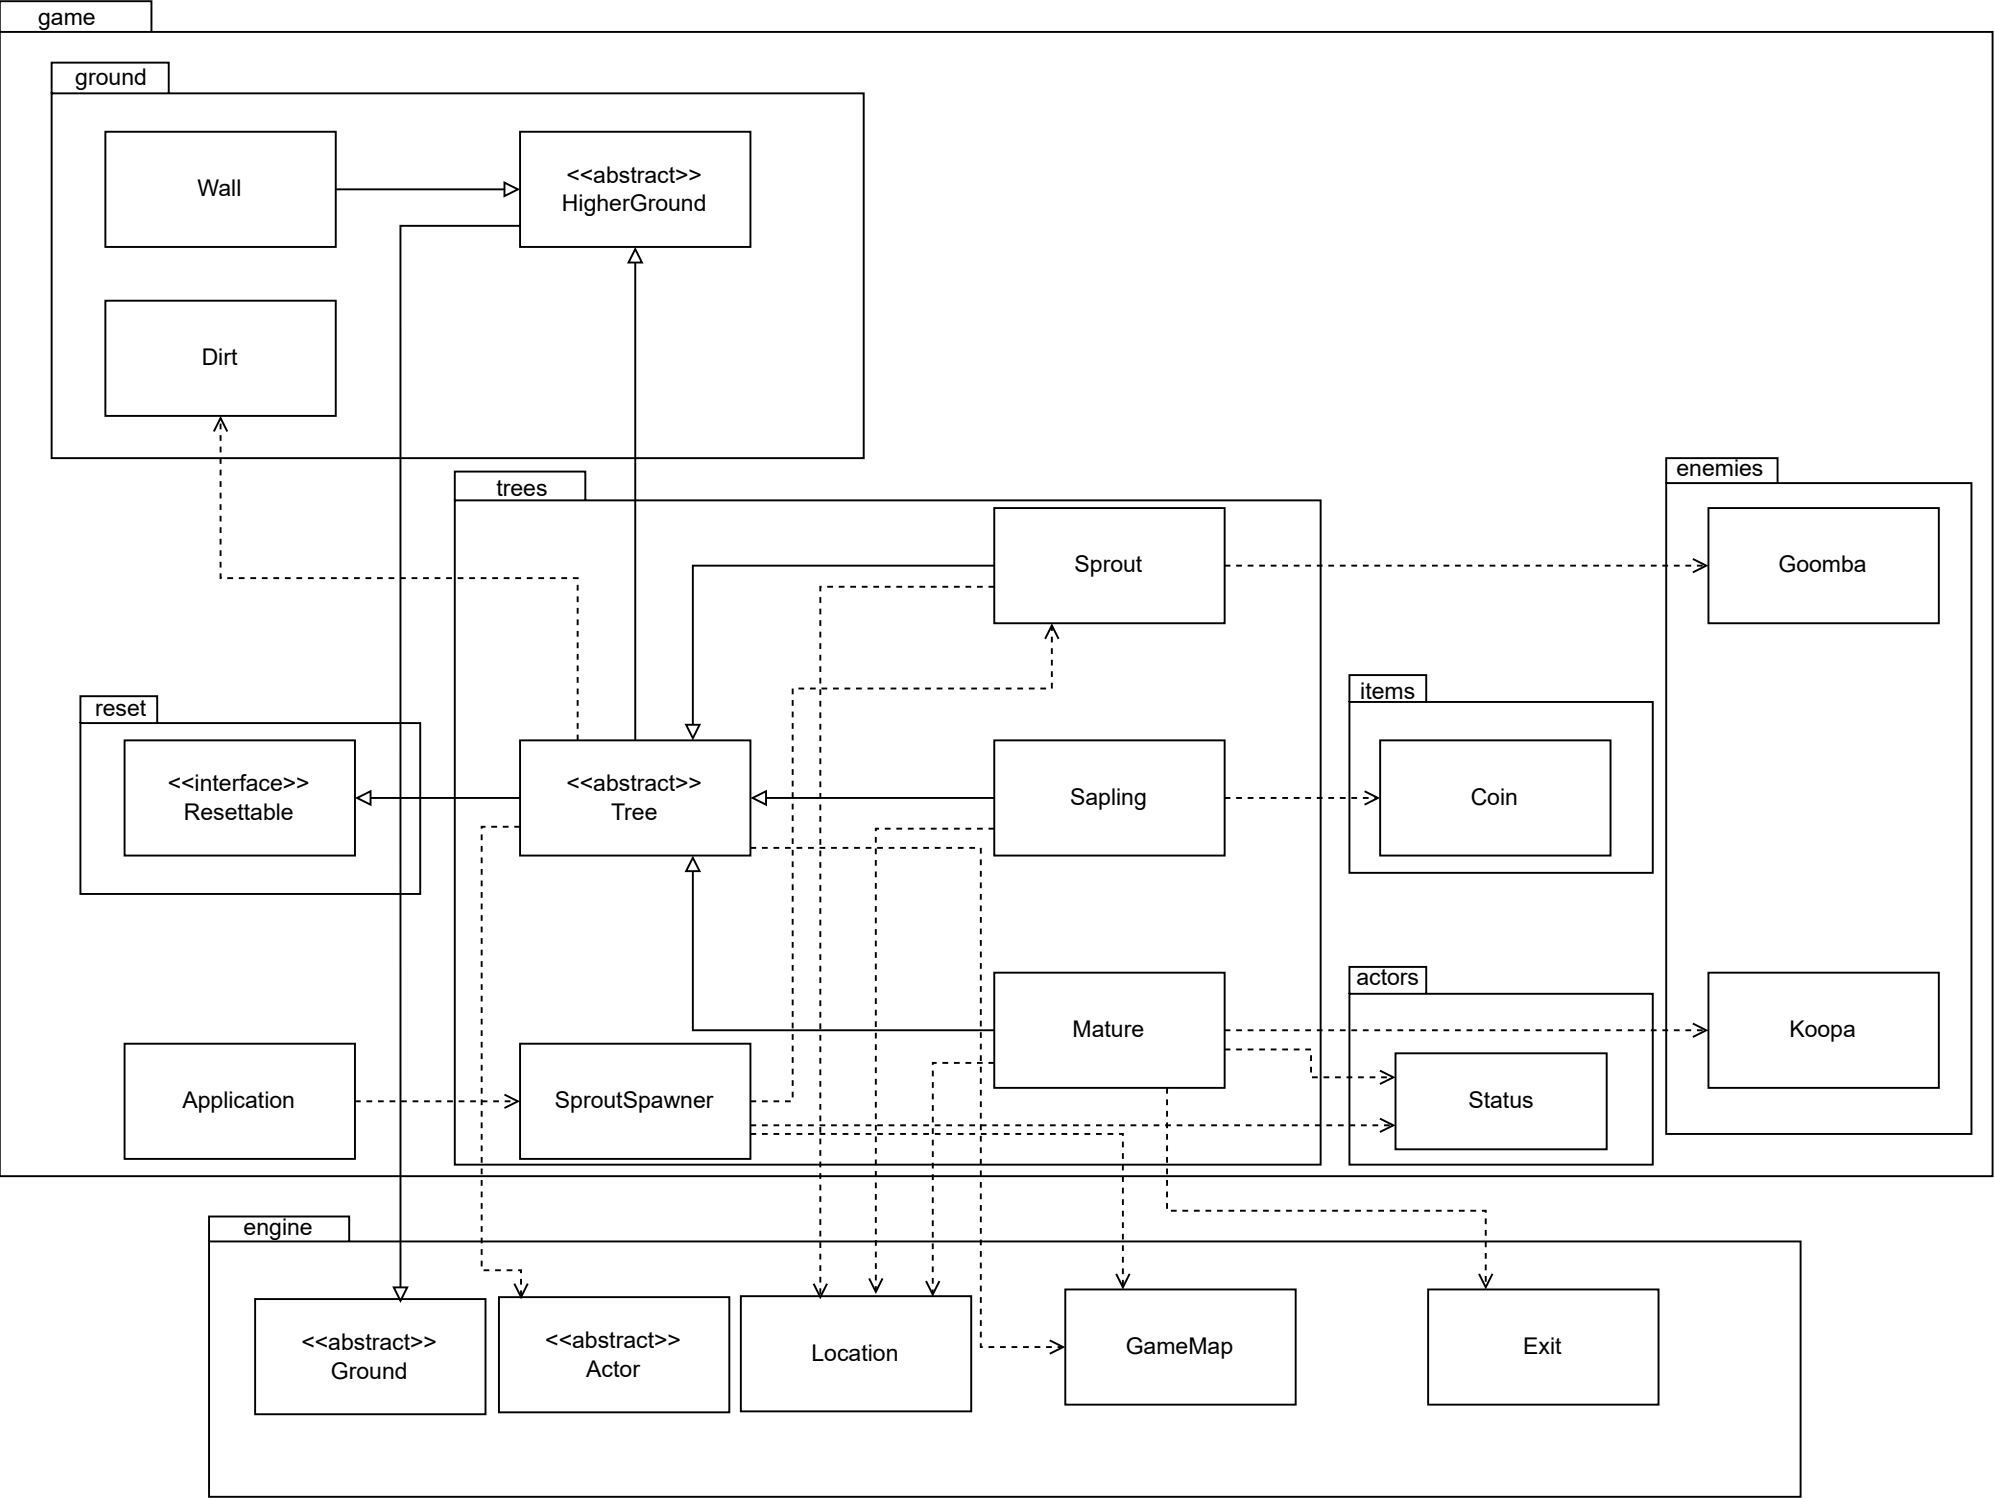 game
ground
Wall
<<abstract>>
HigherGround
Dirt
trees
enemies
Sprout
Goomba
reset
items
<<interface>>
Resettable
<<abstract>>
Tree
Sapling
Coin
actors
Mature
Koopa
Application
SproutSpawner
Status
engine
<<abstract>>
Ground
<<abstract>>
Actor
Location
GameMap
Exit